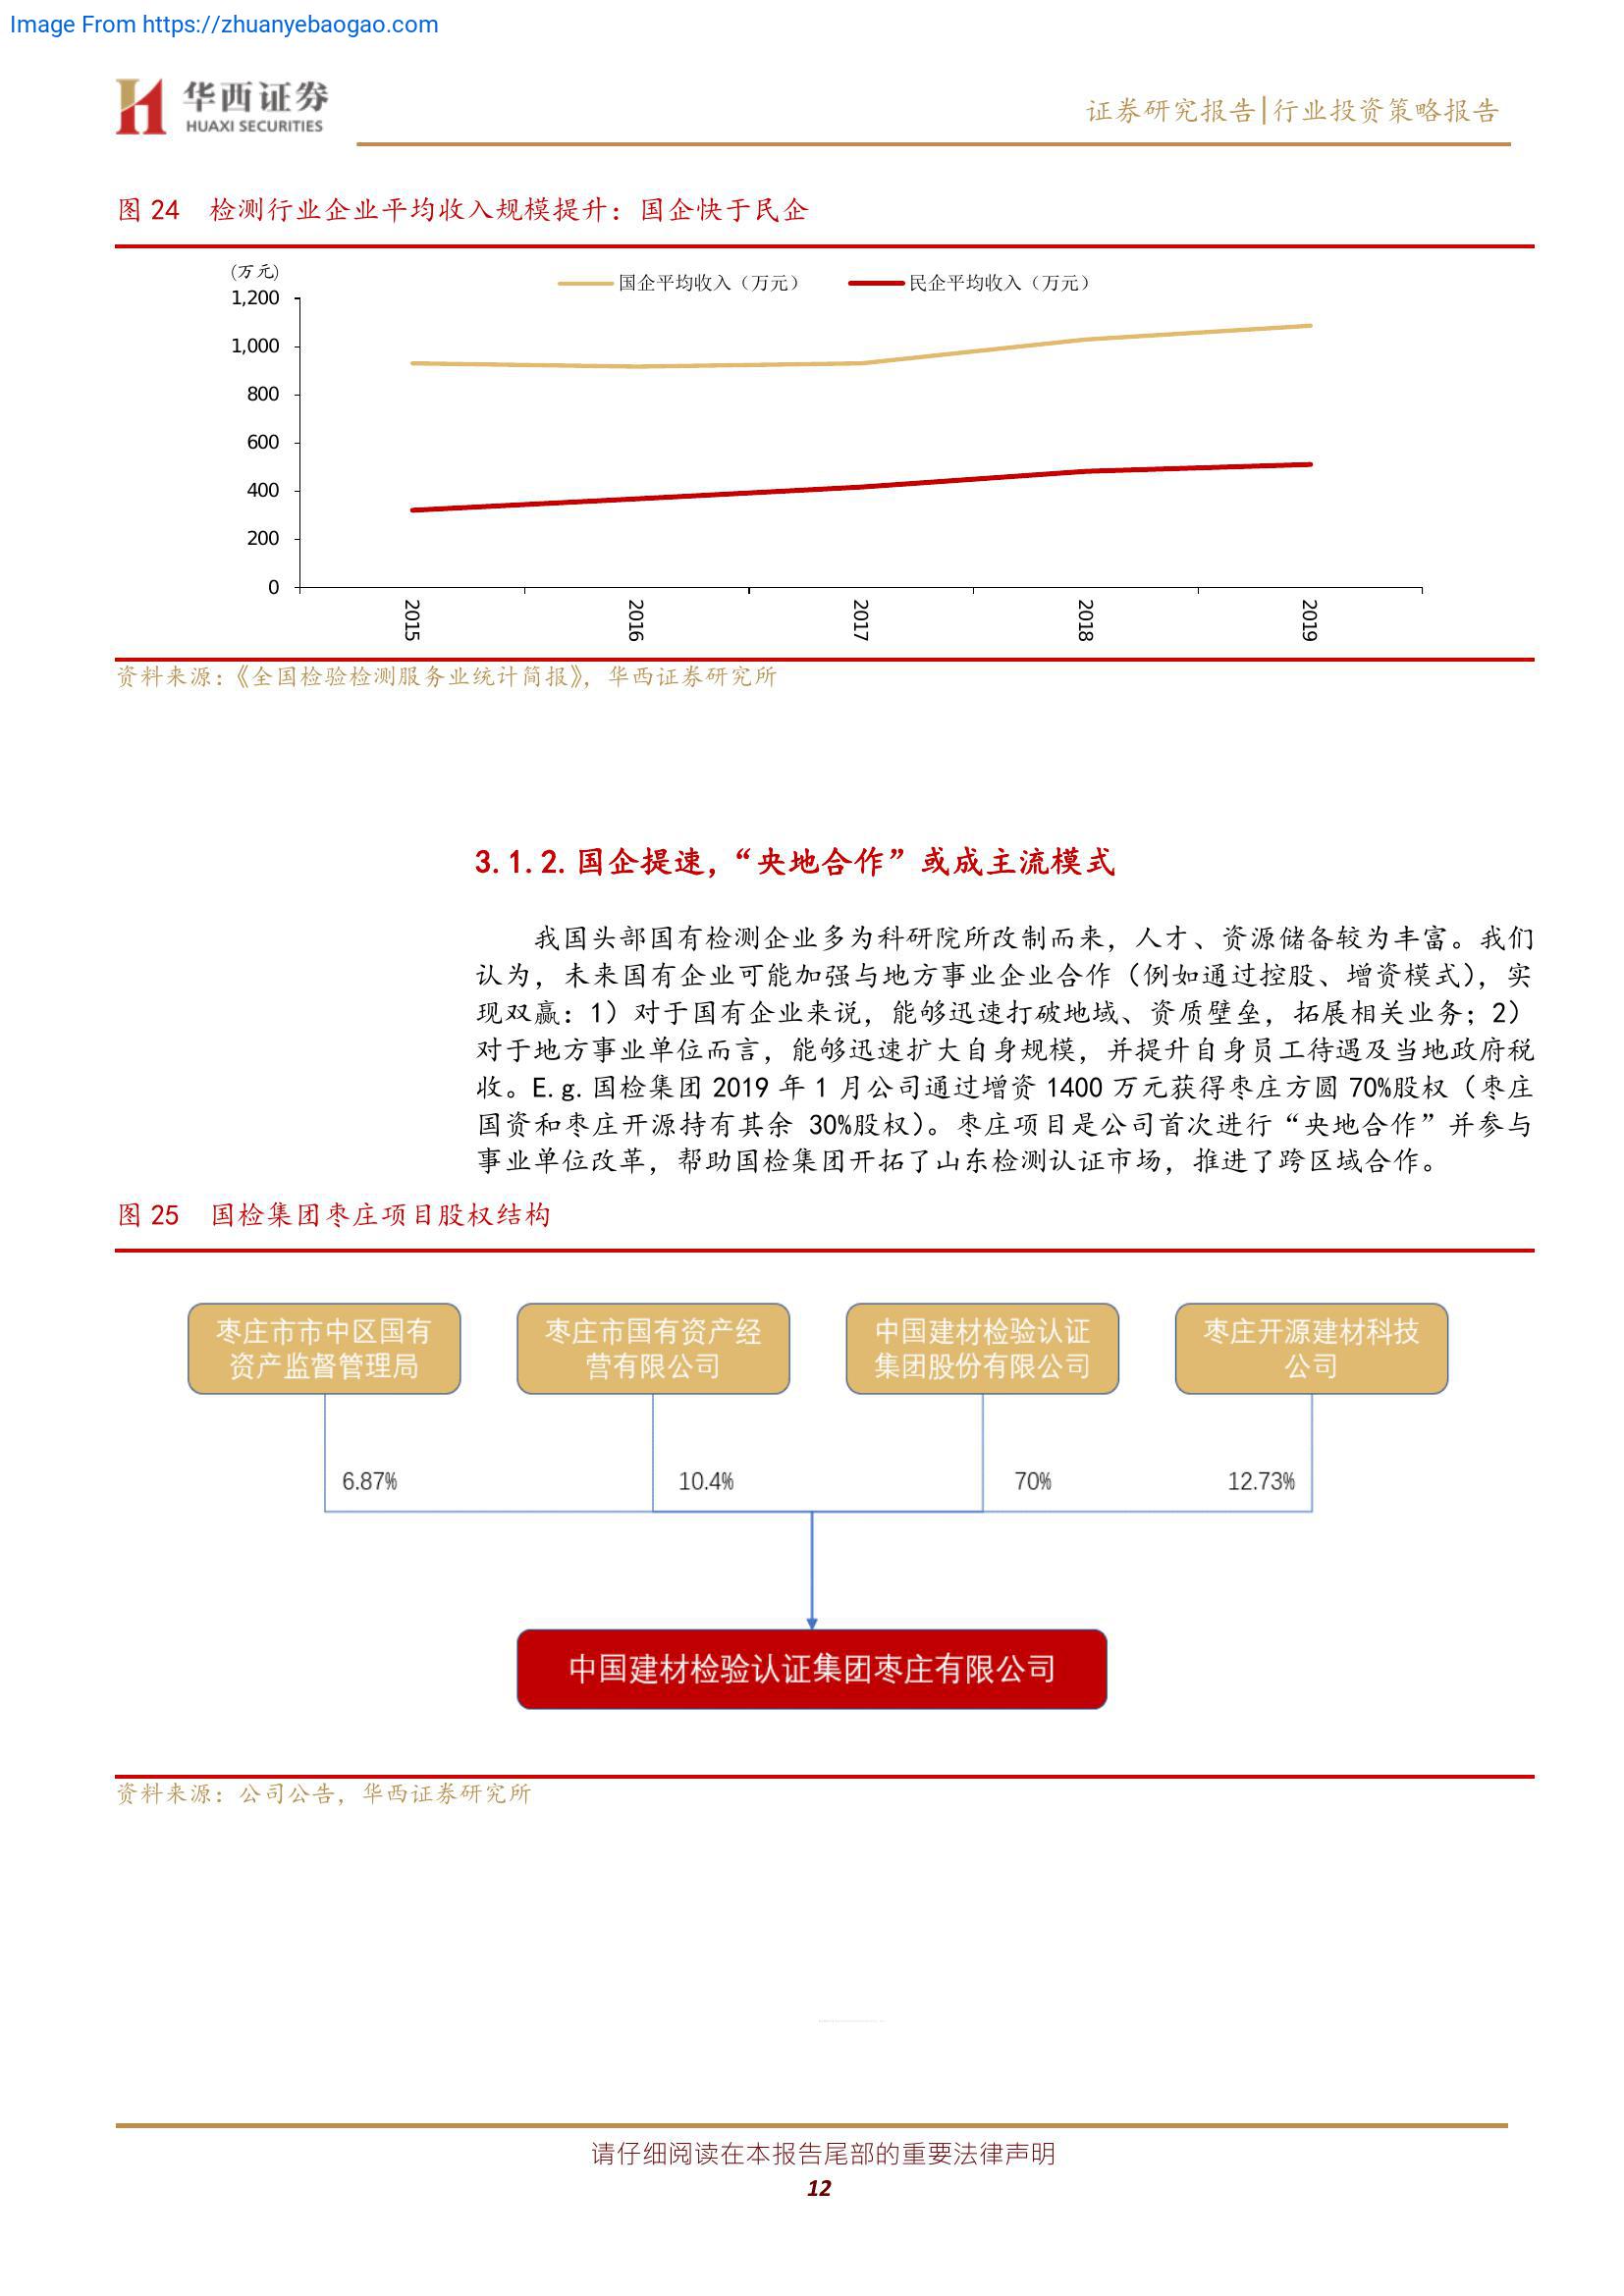 Image From https://zhuanyebaogao.com
华西证券
HUAXI SECURITIES
证券研究报告|行业投资策略报告
图 24 检测行业企业平均收入规模提升：国企快于民企
(万元)
国企平均收入（万元） 民企平均收入（万元）
1,200
1,000
800
600
400
200
0
2015 2016 2017 2018 2019
资料来源：《全国检验检测服务业统计简报》，华西证券研究所
3.1.2.国企提速，“央地合作”或成主流模式
我国头部国有检测企业多为科研院所改制而来，人才、资源储备较为丰富。我们
认为，未来国有企业可能加强与地方事业企业合作（例如通过控股、增资模式），实
现双赢：1）对于国有企业来说，能够迅速打破地域、资质壁垒，拓展相关业务；2）
对于地方事业单位而言，能够迅速扩大自身规模，并提升自身员工待遇及当地政府税
收。E.g.国检集团 2019 年 1 月公司通过增资 1400 万元获得枣庄方圆 70%股权（枣庄
国资和枣庄开源持有其余 30%股权）。枣庄项目是公司首次进行“央地合作”并参与
事业单位改革，帮助国检集团开拓了山东检测认证市场，推进了跨区域合作。
图 25 国检集团枣庄项目股权结构
枣庄市市中区国有
资产监督管理局
枣庄市国有资产经
营有限公司
中国建材检验认证
集团股份有限公司
枣庄开源建材科技
公司
6.87% 10.4% 70% 12.73%
中国建材检验认证集团枣庄有限公司
资料来源：公司公告，华西证券研究所
请仔细阅读在本报告尾部的重要法律声明
12